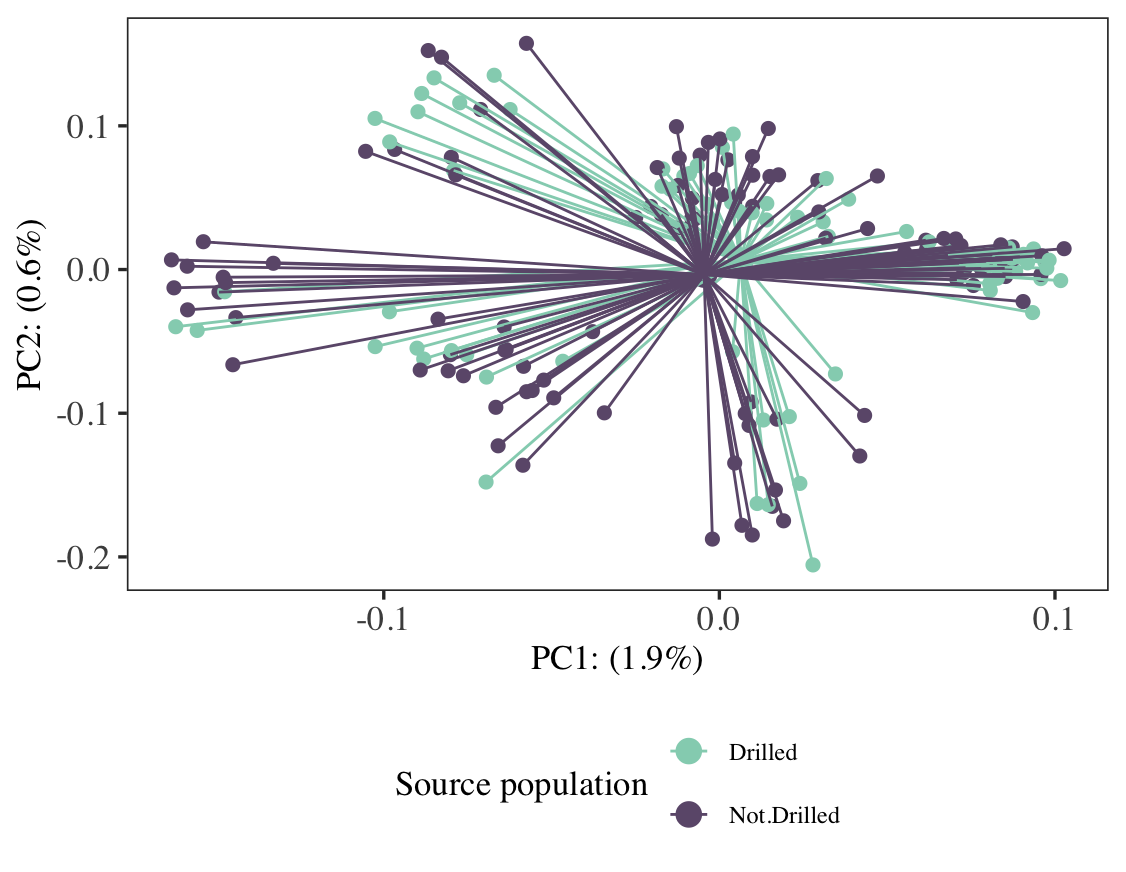 PC2: (0.6%)
0.1
0.0
-0.1
-0.2
-0.1
0.0
0.1
PC1: (1.9%)
Source population
Drilled
Not.Drilled